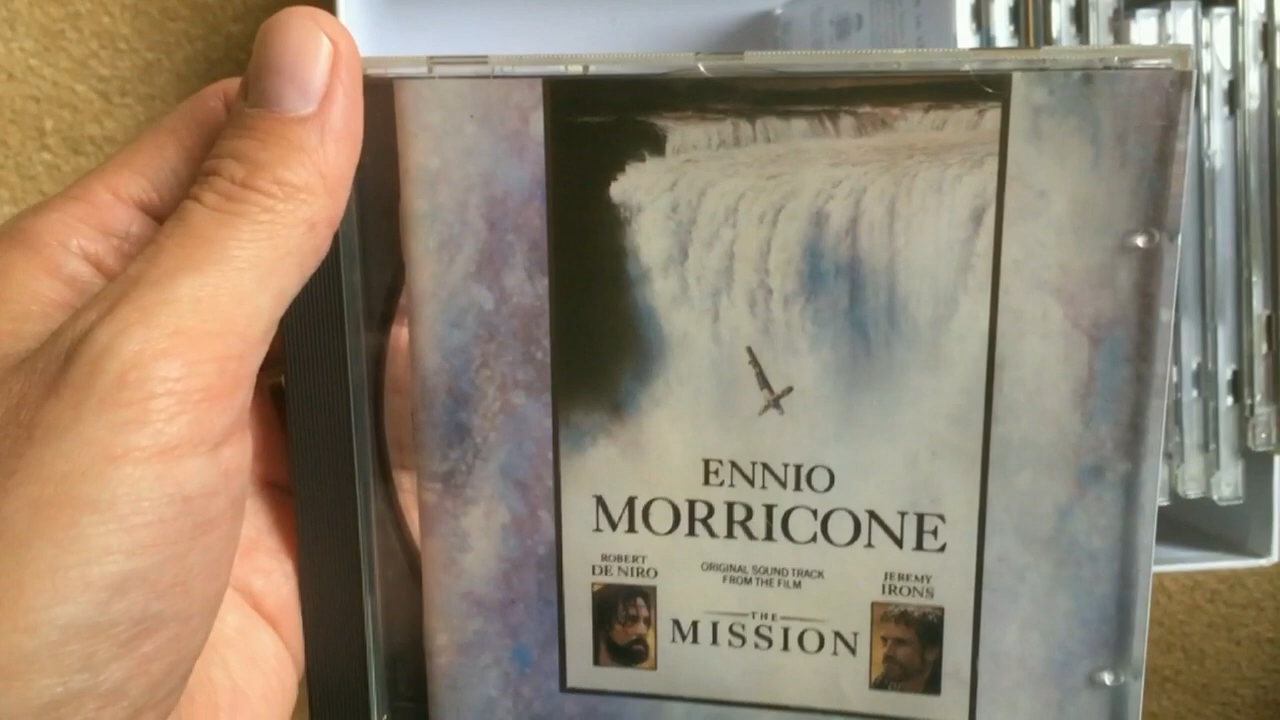 ENNIO
MORRICONE
ROBERT
DE NIRO
ORIGINAL SOUND TRACK
FROM THE FILM
JEREMY
IRONS
THE
MISSION